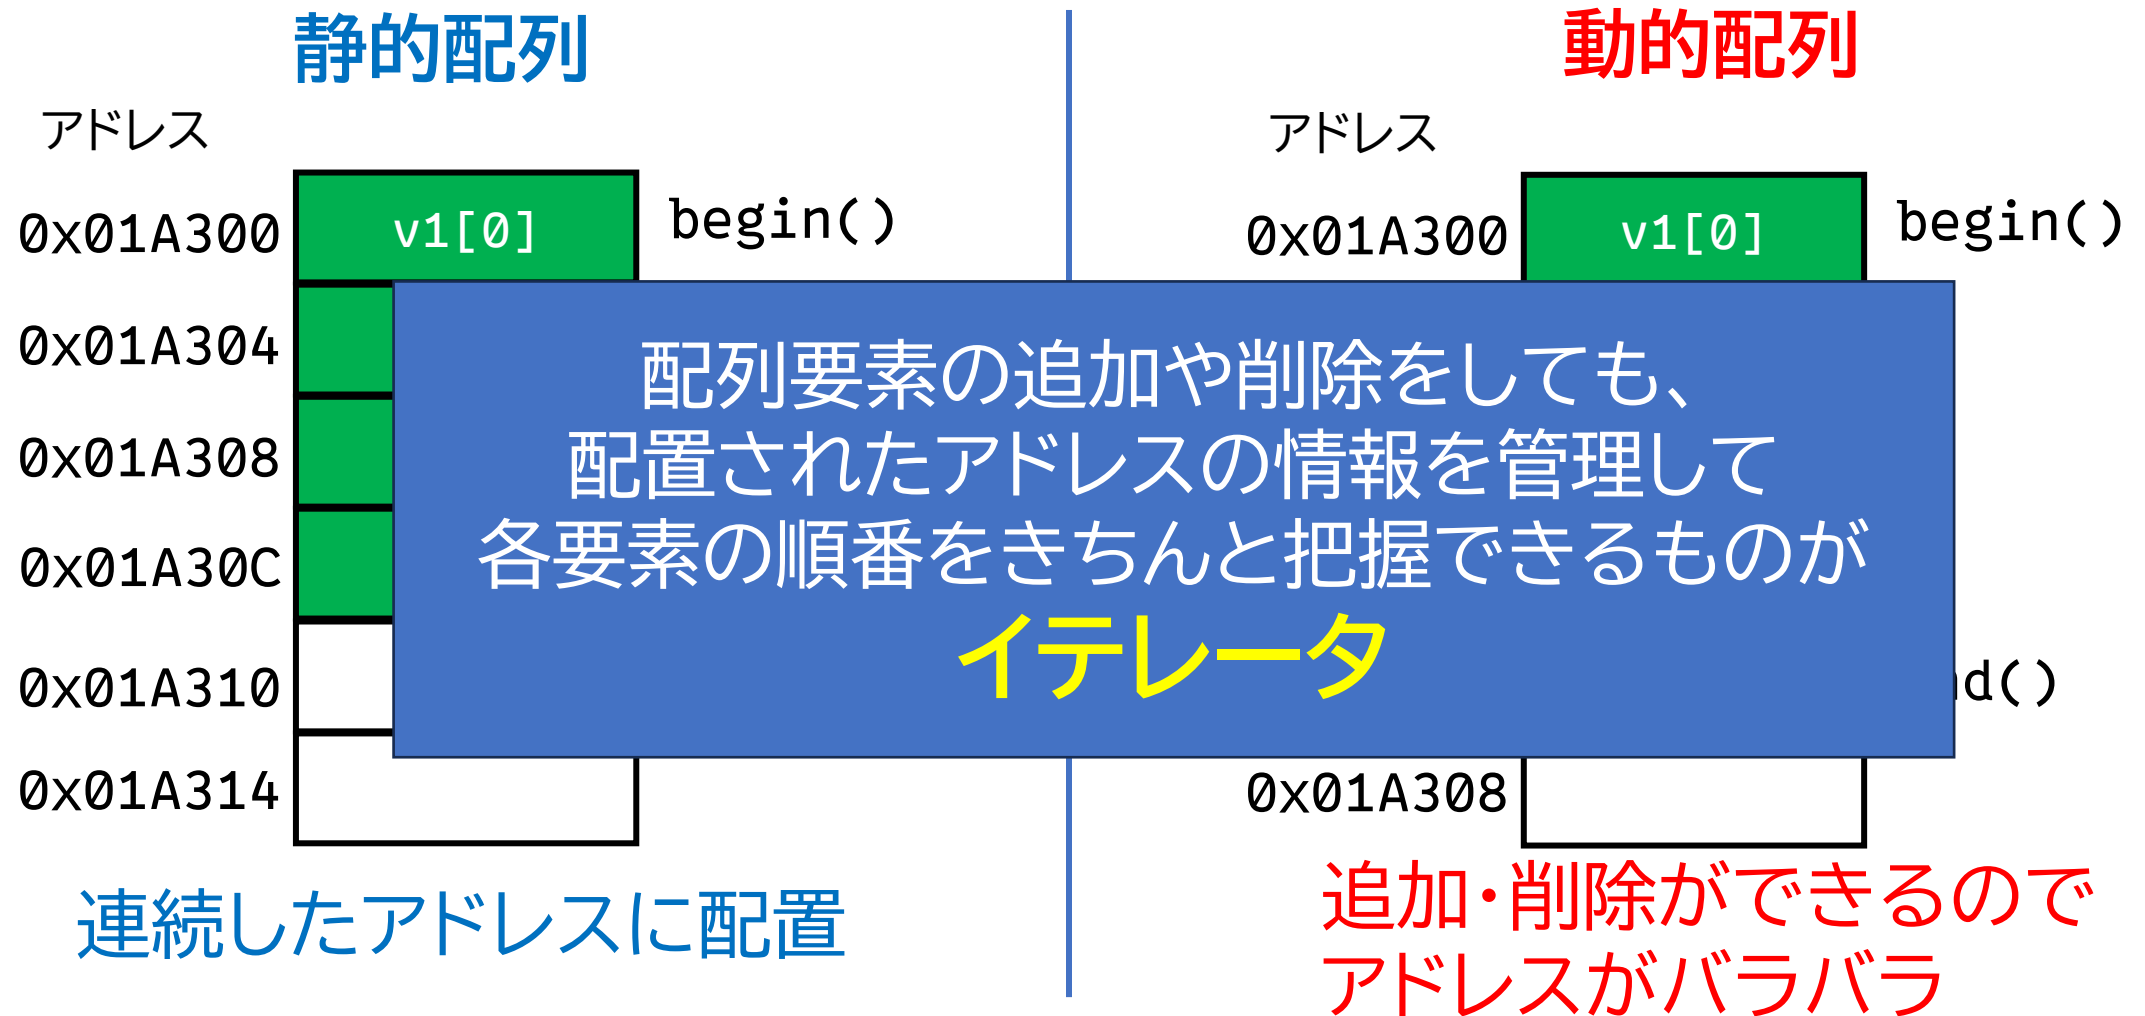 静的配列
アドレス
0x01A300
v1[0]
begin()
0x01A304
0x01A308
0x01A30C
0x01A310
0x01A314
連続したアドレスに配置
動的配列
アドレス
0x01A300
v1[0]
begin()
d()
0x01A308
追加・削除ができるので
アドレスがバラバラ
配列要素の追加や削除をしても、
配置されたアドレスの情報を管理して
各要素の順番をきちんと把握できるものが
イテレータ